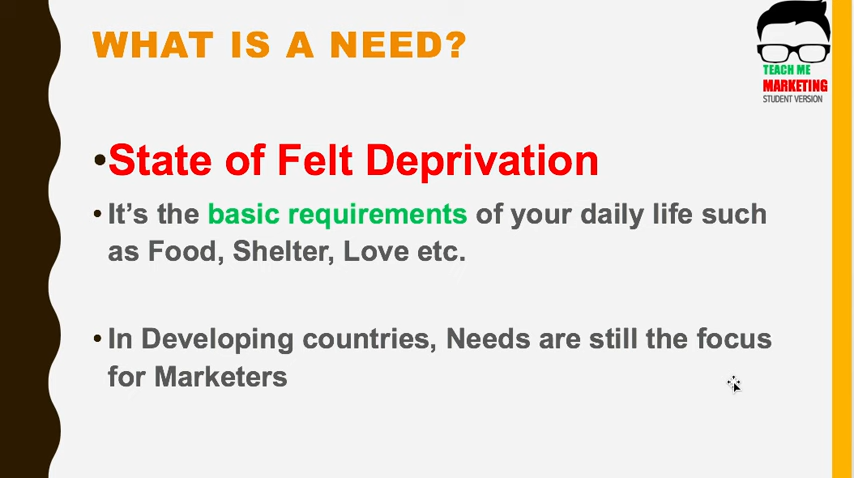 WHAT IS A NEED?
TEACH ME
MARKETING
STUDENT VERSION
•State of Felt Deprivation
• It’s the basic requirements of your daily life such
as Food, Shelter, Love etc.
• In Developing countries, Needs are still the focus
for Marketers